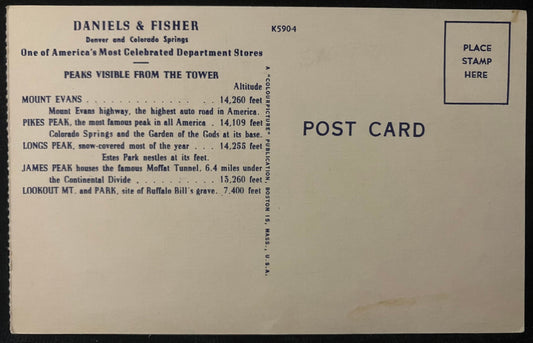 DANIELS & FISHER
Denver and Colorado Springs
One of America's Most Celebrated Department Stores
PEAKS VISIBLE FROM THE TOWER
Altitude
MOUNT EVANS . . . . . . . . . . . . . . 14,260 feet
Mount Evans highway, the highest auto road in America.
PIKES PEAK, the most famous peak in all America . 14,109 feet
Colorado Springs and the Garden of the Gods at its base.
LONGS PEAK, snow-covered most of the year . . . 14,255 feet
Estes Park nestles at its feet.
JAMES PEAK houses the famous Moffat Tunnel, 6.4 miles under
the Continental Divide . . . . . . . . . 13,260 feet
LOOKOUT MT. and PARK, site of Buffalo Bill's grave. 7,400 feet
K5904
A "COLOURPICTURE" PUBLICATION, BOSTON 15, MASS., U.S.A.
POST CARD
PLACE
STAMP
HERE